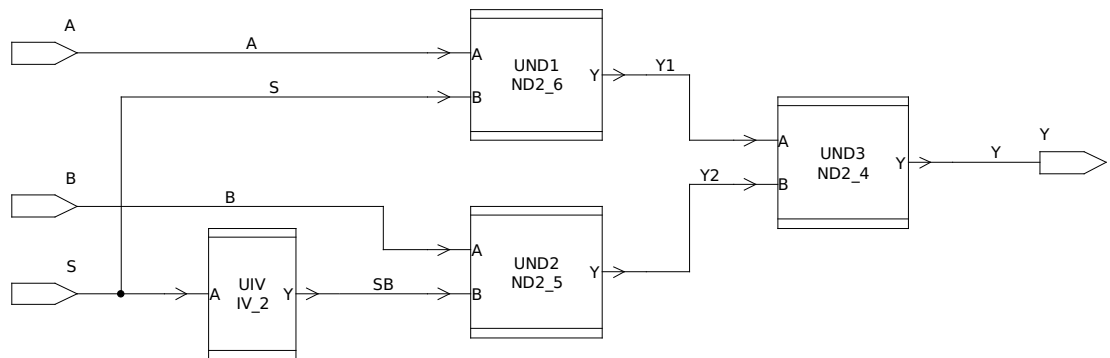 A
A
A
UND1
ND2_6
Y
Y1
S
B
A
UND3
ND2_4
Y
Y
Y
B
B
B
Y2
B
A
UND2
ND2_5
Y
S
A
UIV
IV_2
Y
SB
B